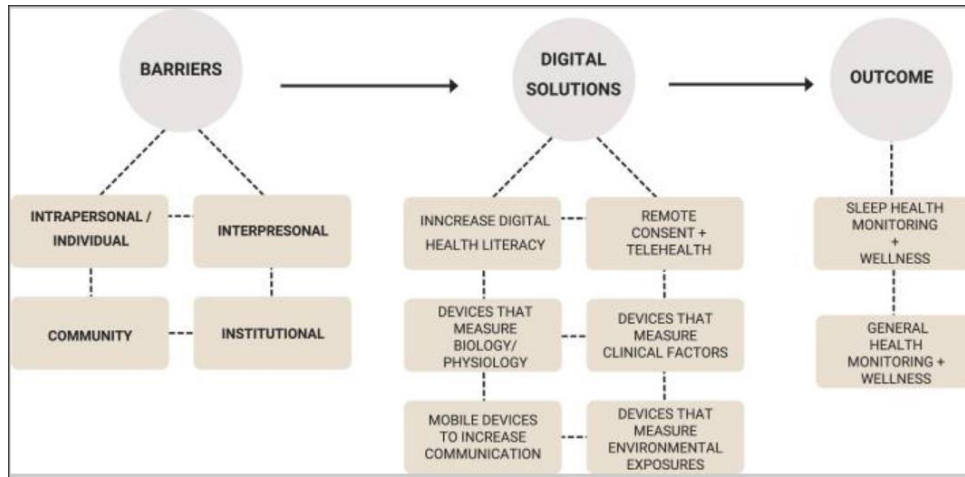 BARRIERS
DIGITAL
SOLUTIONS
OUTCOME
INTRAPERSONAL /
INDIVIDUAL
INTERPRESONAL
COMMUNITY
INSTITUTIONAL
INNCREASE DIGITAL
HEALTH LITERACY
REMOTE
CONSENT +
TELEHEALTH
DEVICES THAT
MEASURE
BIOLOGY/
PHYSIOLOGY
DEVICES THAT
MEASURE
CLINICAL FACTORS
MOBILE DEVICES
TO INCREASE
COMMUNICATION
DEVICES THAT
MEASURE
ENVIRONMENTAL
EXPOSURES
SLEEP HEALTH
MONITORING
+
WELLNESS
GENERAL
HEALTH
MONITORING +
WELLNESS